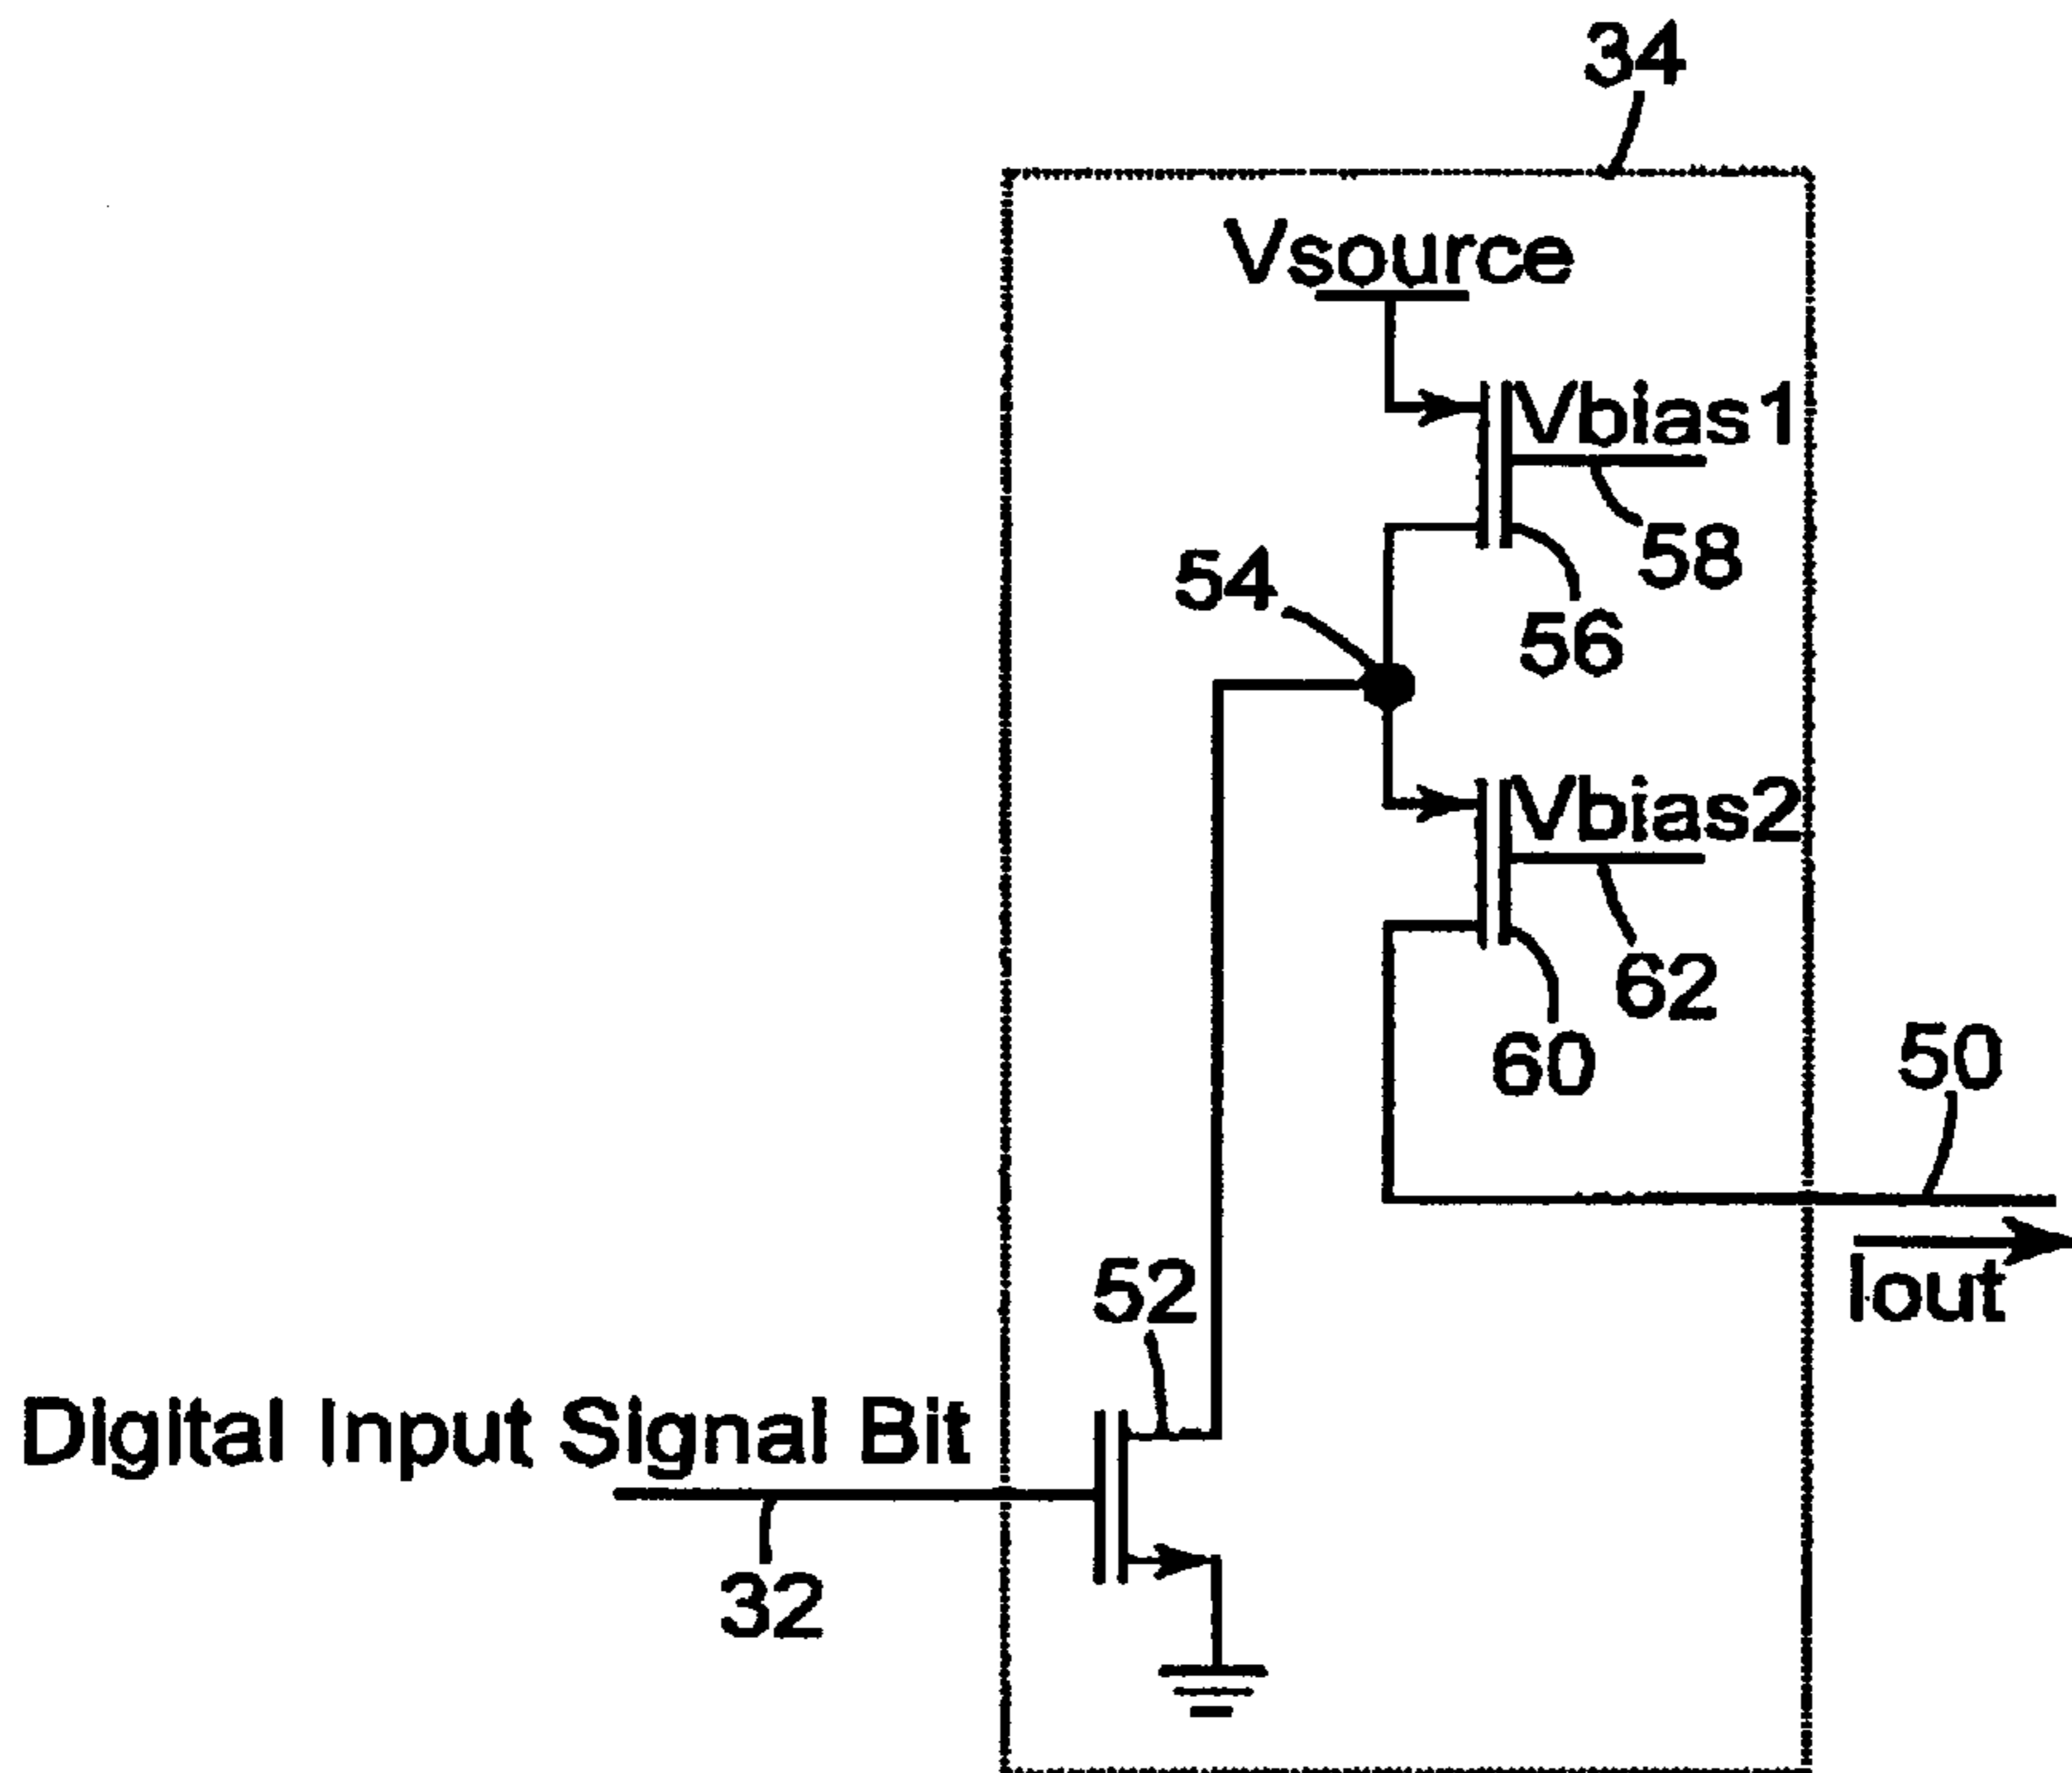 34
Vsource
Vbias1
58
54
56
Vbias2
62
60
50
Iout
52
Digital Input Signal Bit
32